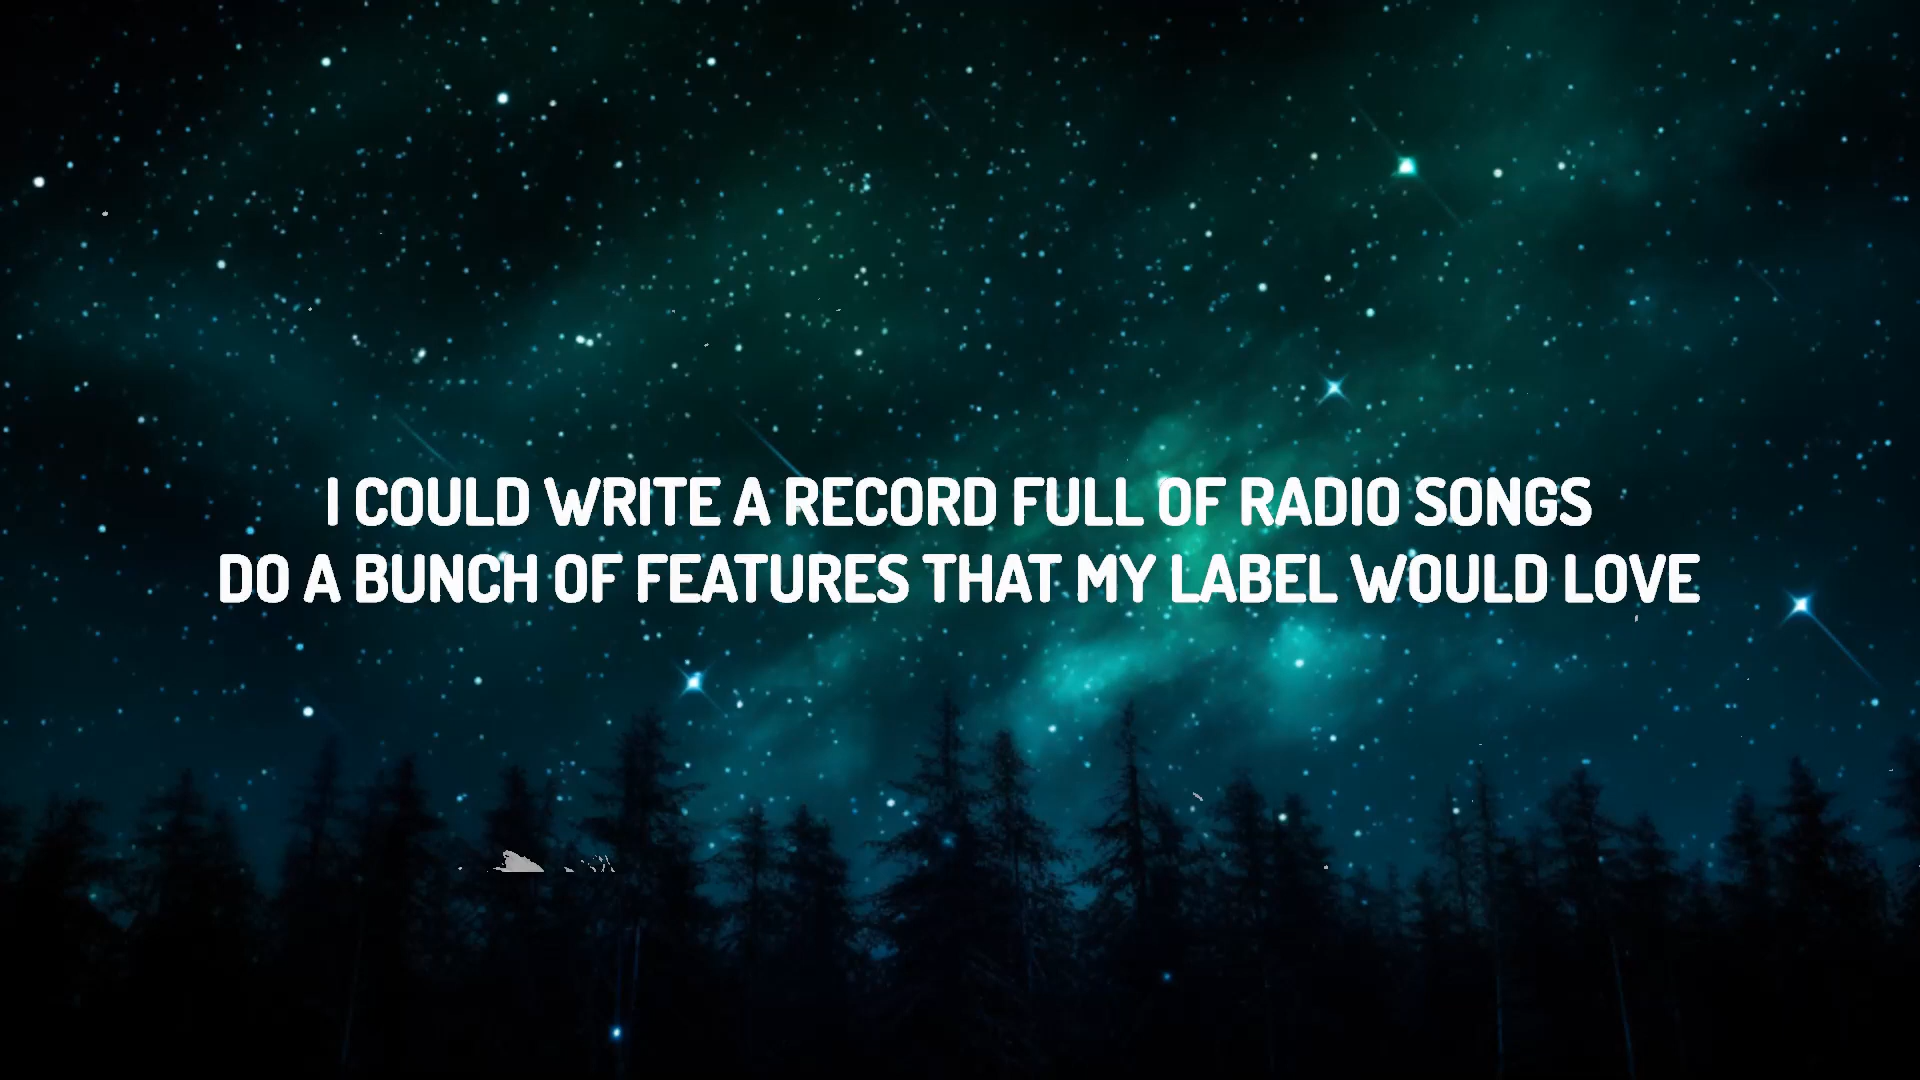 I COULD WRITE A RECORD FULL OF RADIO SONGS
DO A BUNCH OF FEATURES THAT MY LABEL WOULD LOVE